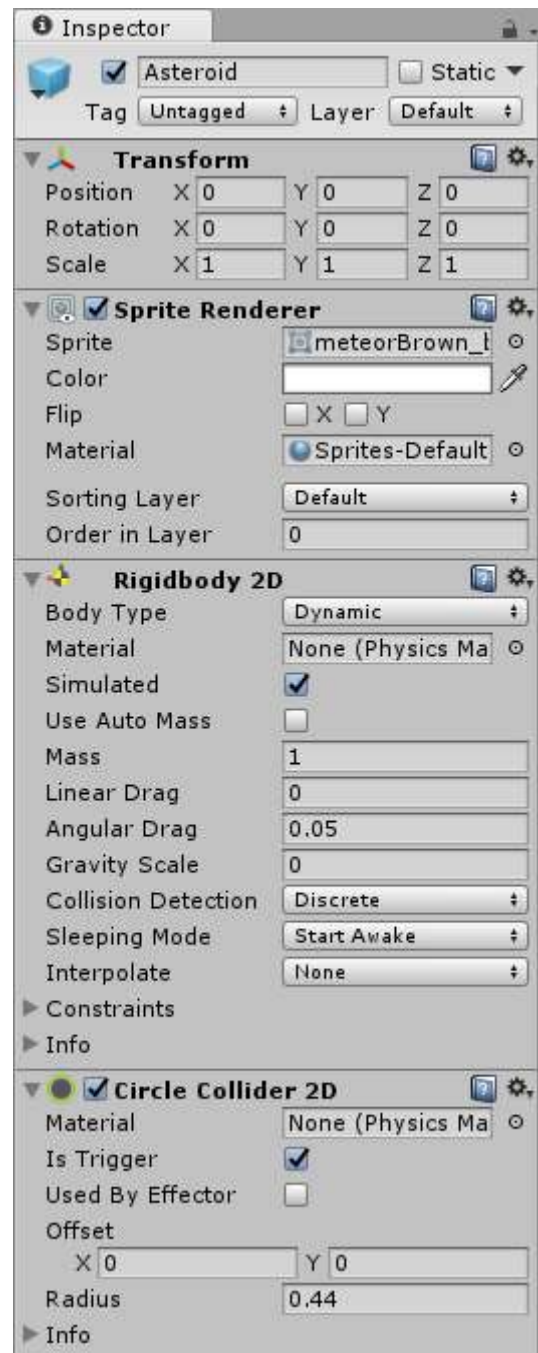 Inspector
Asteroid Static
Tag Untagged Layer Default
Transform
Position X 0 Y 0 Z 0
Rotation X 0 Y 0 Z 0
Scale X 1 Y 1 Z 1
Sprite Renderer
Sprite meteorBrown_b
Color
Flip X Y
Material Sprites-Default
Sorting Layer Default
Order in Layer 0
Rigidbody 2D
Body Type Dynamic
Material None (Physics Ma
Simulated
Use Auto Mass
Mass 1
Linear Drag 0
Angular Drag 0.05
Gravity Scale 0
Collision Detection Discrete
Sleeping Mode Start Awake
Interpolate None
Constraints
Info
Circle Collider 2D
Material None (Physics Ma
Is Trigger
Used By Effector
Offset
X 0 Y 0
Radius 0.44
Info